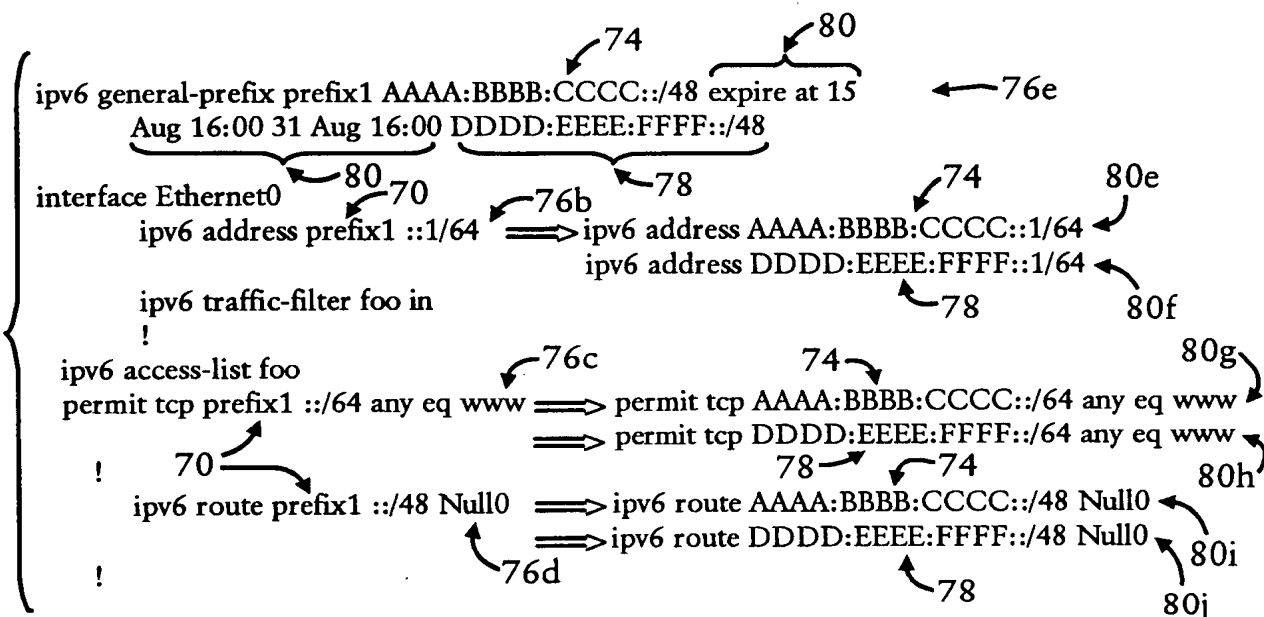 80
74
ipv6 general-prefix prefix1 AAAA:BBBB:CCCC::/48 expire at 15 76e
Aug 16:00 31 Aug 16:00 DDDD:EEEE:FFFF::/48
80 78
interface Ethernet0 70 76b 74 80e
ipv6 address prefix1 ::1/64 ipv6 address AAAA:BBBB:CCCC::1/64
ipv6 address DDDD:EEEE:FFFF::1/64
ipv6 traffic-filter foo in 78 80f
!
ipv6 access-list foo 76c 74 80g
permit tcp prefix1 ::/64 any eq www permit tcp AAAA:BBBB:CCCC::/64 any eq www
permit tcp DDDD:EEEE:FFFF::/64 any eq www
! 70 78 74 80h
ipv6 route prefix1 ::/48 Null0 ipv6 route AAAA:BBBB:CCCC::/48 Null0
ipv6 route DDDD:EEEE:FFFF::/48 Null0 80i
! 76d 78 80j